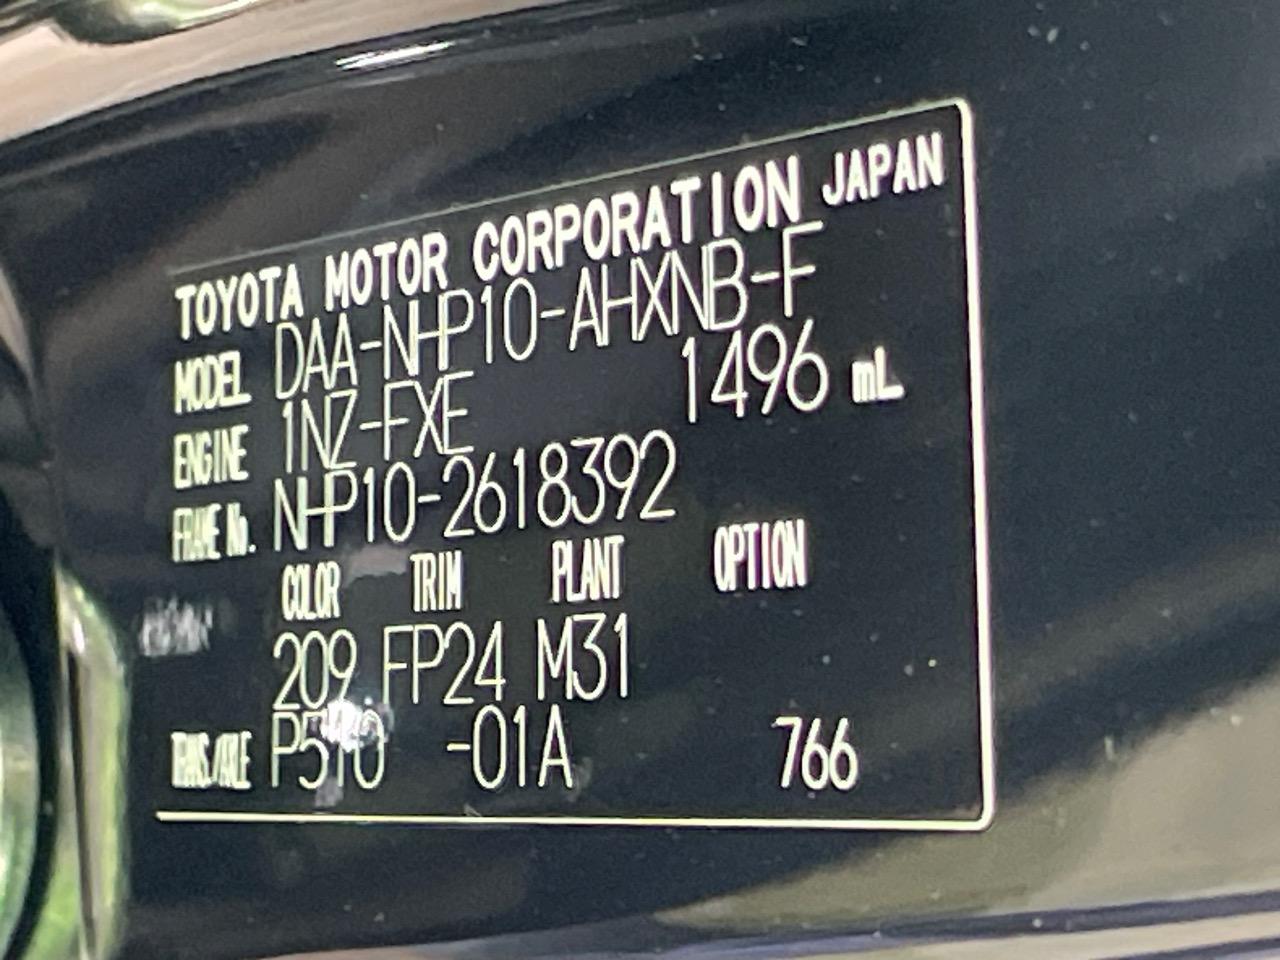 TOYOTA MOTOR CORPORATION JAPAN
MODEL DAA-NHP10-AHXNB-F
ENGINE 1NZ-FXE 1496 mL
FRAME No. NHP10-2618392
COLOR TRIM PLANT OPTION
209 FP24 M31
TRANS./AXLE P510 -01A 766